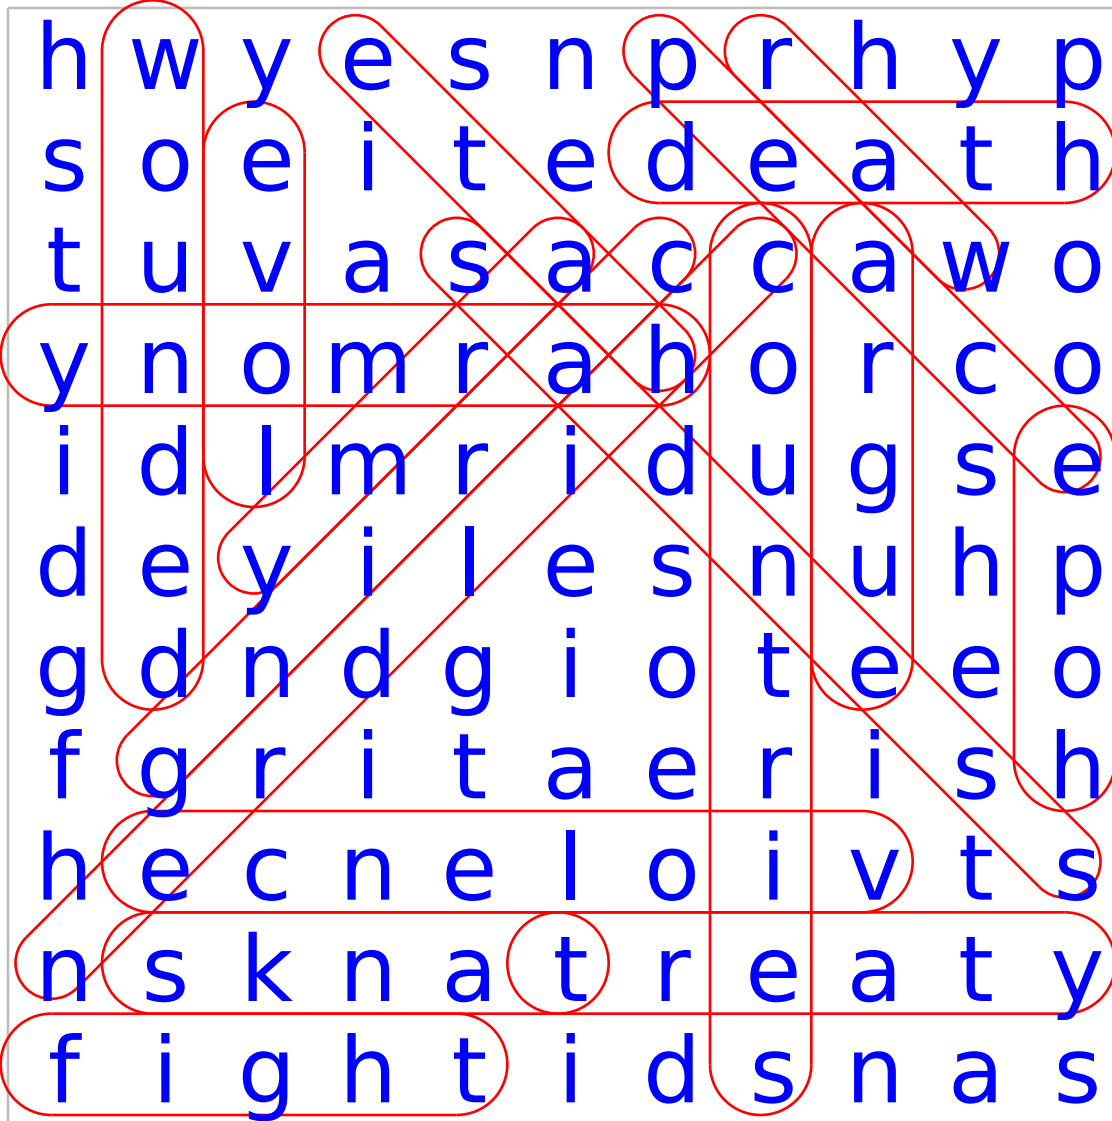 h w y e s n p r h y p
s o e i t e d e a t h
t u v a s a c c a w o
y n o m r a h o r c o
i d l m r i d u g s e
d e y i l e s n u h p
g d n d g i o t e e o
f g r i t a e r i s h
h e c n e l o i v t s
n s k n a t r e a t y
f i g h t i d s n a s